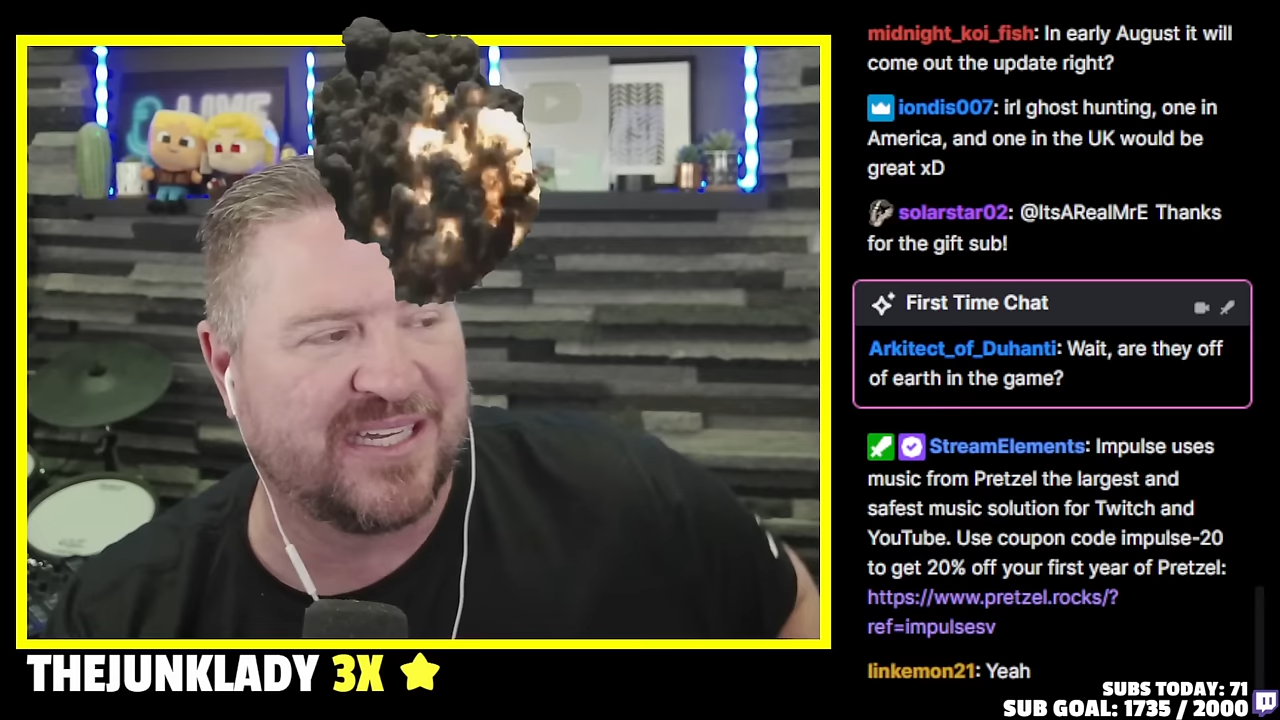 LIVE
midnight_koi_fish: In early August it will
come out the update right?
iondis007: irl ghost hunting, one in
America, and one in the UK would be
great xD
solarstar02: @ItsARealMrE Thanks
for the gift sub!
First Time Chat
Arkitect_of_Duhanti: Wait, are they off
of earth in the game?
StreamElements: Impulse uses
music from Pretzel the largest and
safest music solution for Twitch and
YouTube. Use coupon code impulse-20
to get 20% off your first year of Pretzel:
https://www.pretzel.rocks/?
ref=impulsesv
linkemon21: Yeah
THEJUNKLADY 3X
SUBS TODAY: 71
SUB GOAL: 1735 / 2000